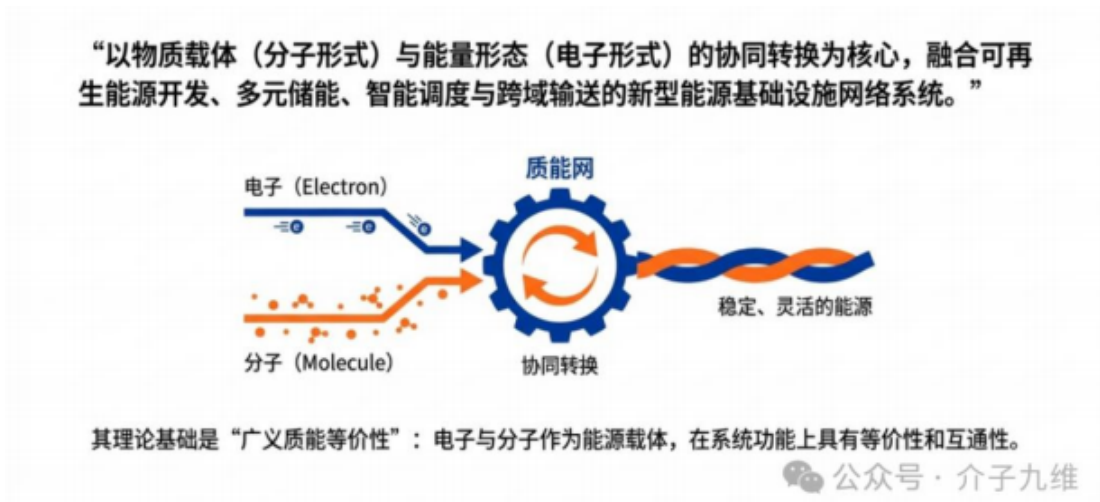 “以物质载体（分子形式）与能量形态（电子形式）的协同转换为核心，融合可再
生能源开发、多元储能、智能调度与跨域输送的新型能源基础设施网络系统。”
质能网
电子（Electron）
e e e
稳定、灵活的能源
分子（Molecule）
协同转换
其理论基础是“广义质能等价性”：电子与分子作为能源载体，在系统功能上具有等价性和互通性。
公众号·介子九维